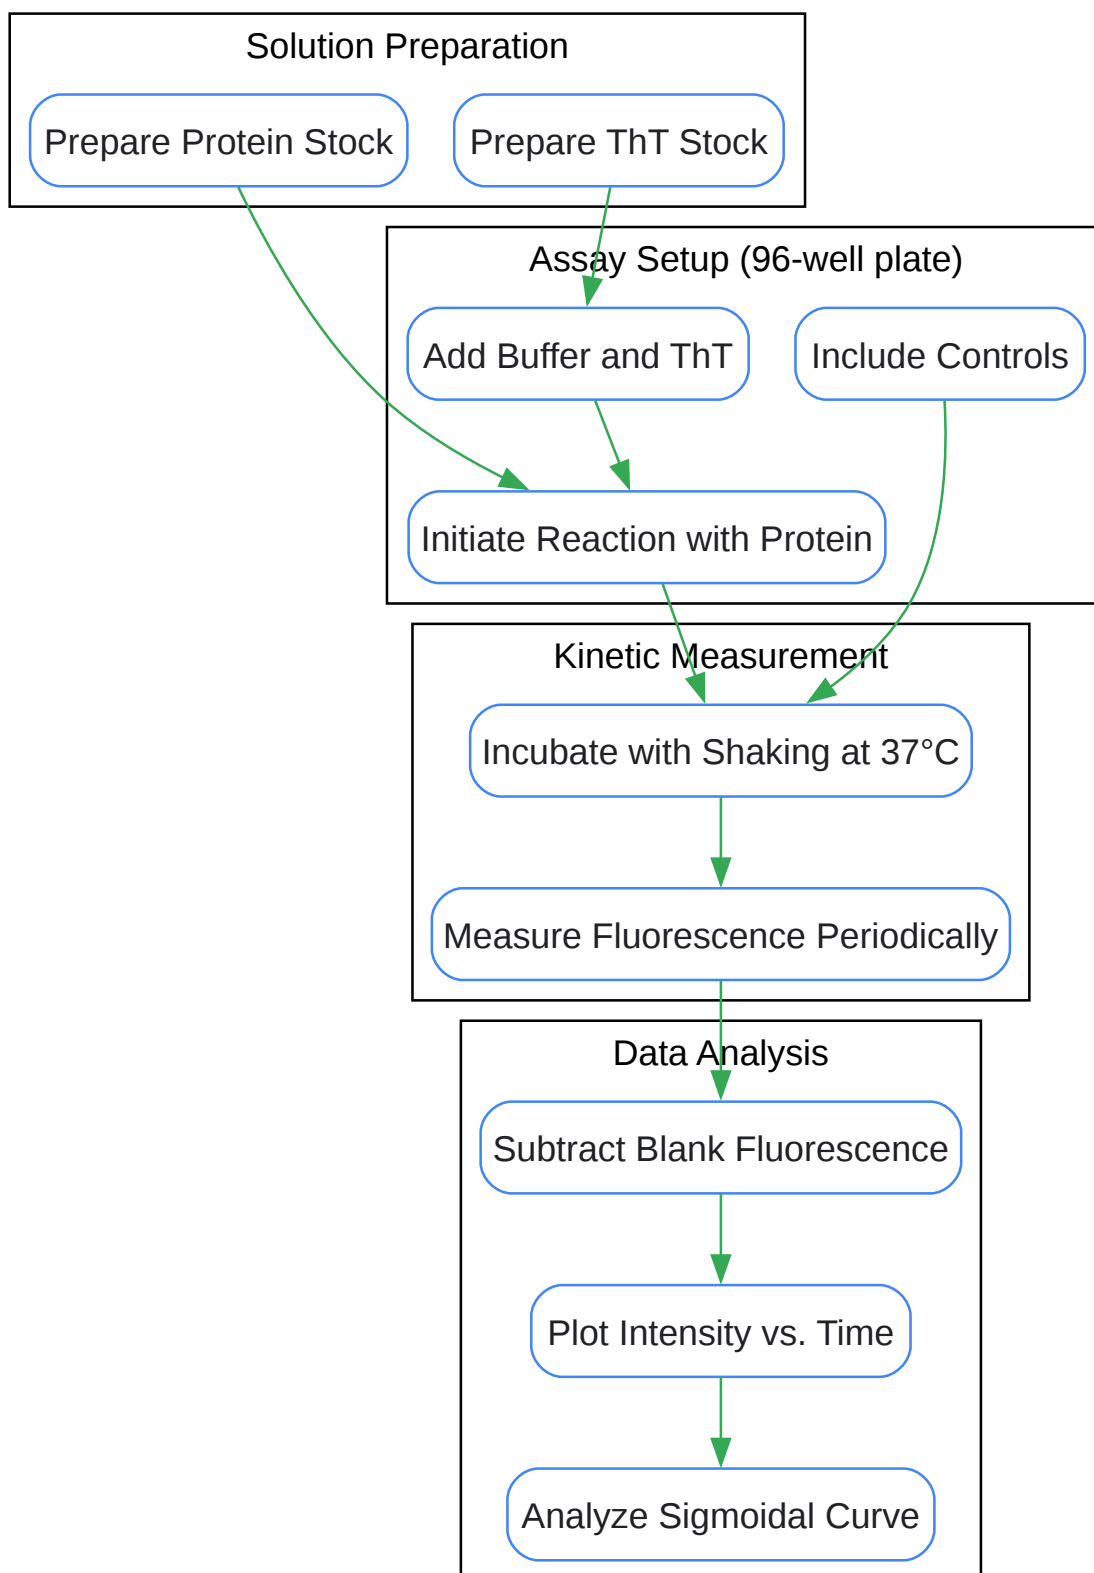 Solution Preparation
Prepare Protein Stock
Prepare ThT Stock
Assay Setup (96-well plate)
Add Buffer and ThT
Include Controls
Initiate Reaction with Protein
Kinetic Measurement
Incubate with Shaking at 37°C
Measure Fluorescence Periodically
Data Analysis
Subtract Blank Fluorescence
Plot Intensity vs. Time
Analyze Sigmoidal Curve